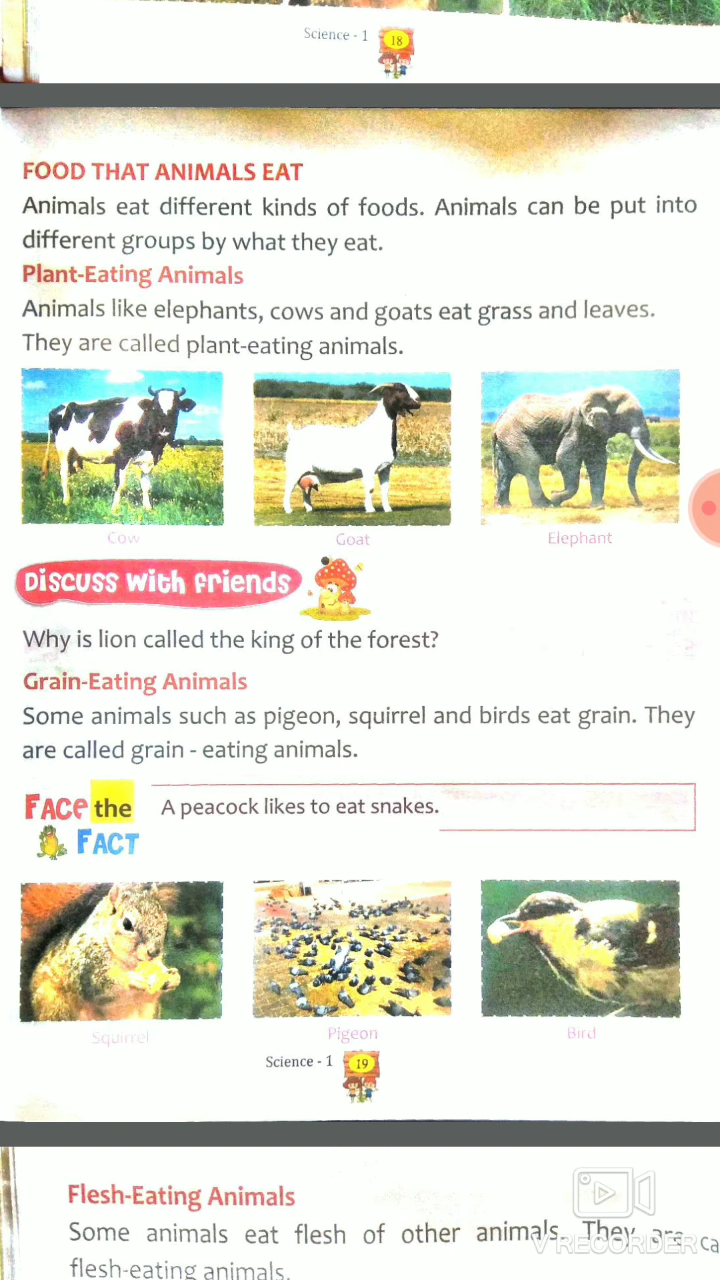 Science - 1 18
FOOD THAT ANIMALS EAT
Animals eat different kinds of foods. Animals can be put into
different groups by what they eat.
Plant-Eating Animals
Animals like elephants, cows and goats eat grass and leaves.
They are called plant-eating animals.
Cow Goat Elephant
Discuss with friends
Why is lion called the king of the forest?
Grain-Eating Animals
Some animals such as pigeon, squirrel and birds eat grain. They
are called grain - eating animals.
Face the A peacock likes to eat snakes.
Fact
Squirrel Pigeon Bird
Science - 1 19
Flesh-Eating Animals
Some animals eat flesh of other animals. They are ca
V RECORDER
flesh-eating animals.